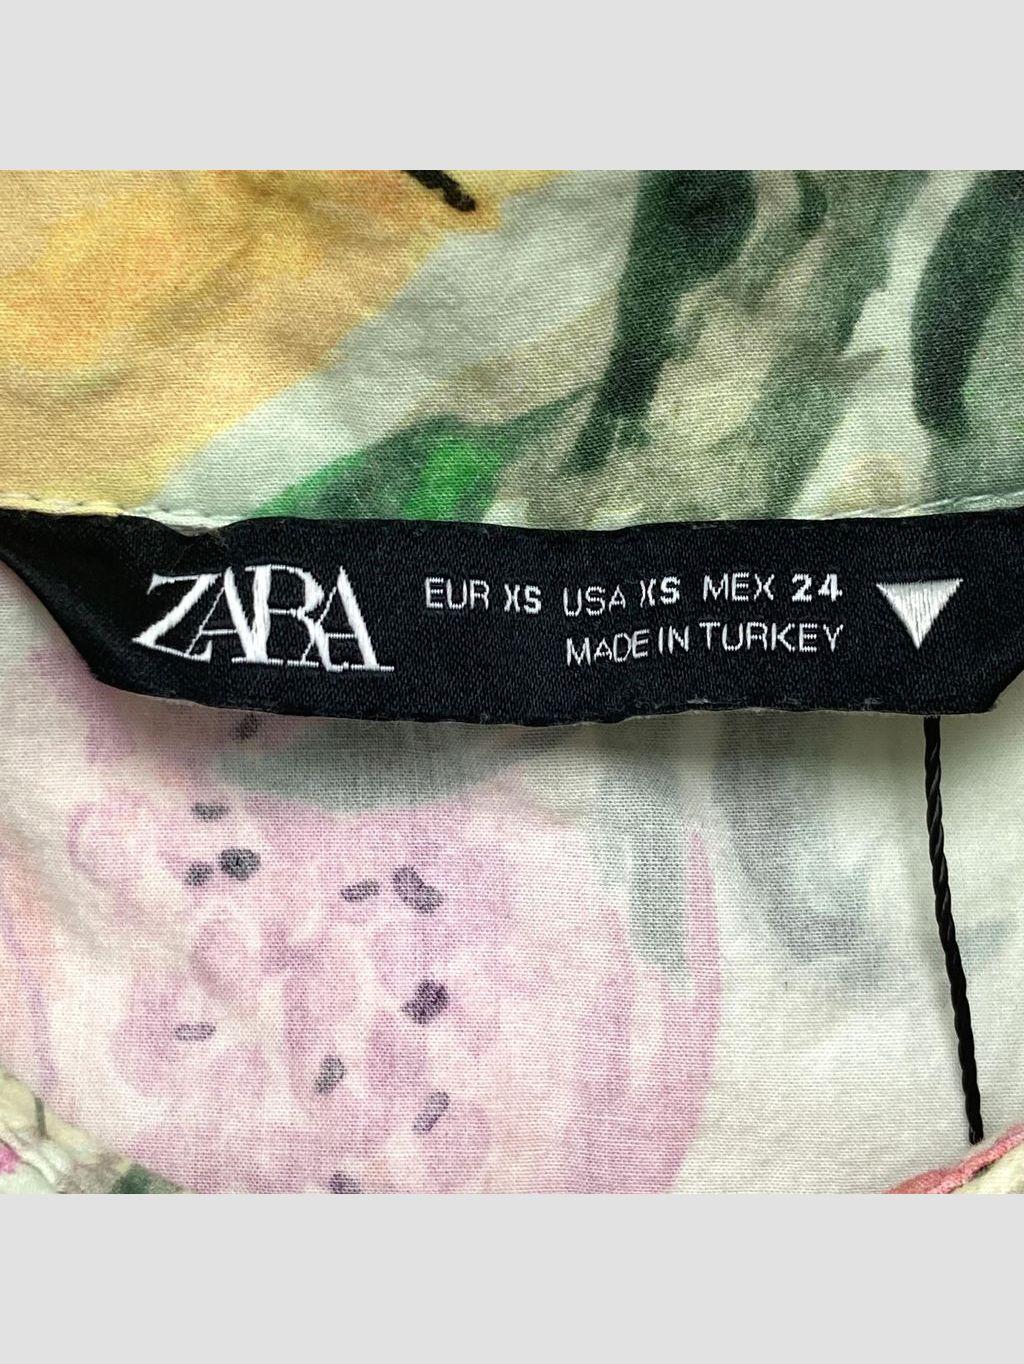 ZARA
EUR XS USA XS MEX 24
MADE IN TURKEY